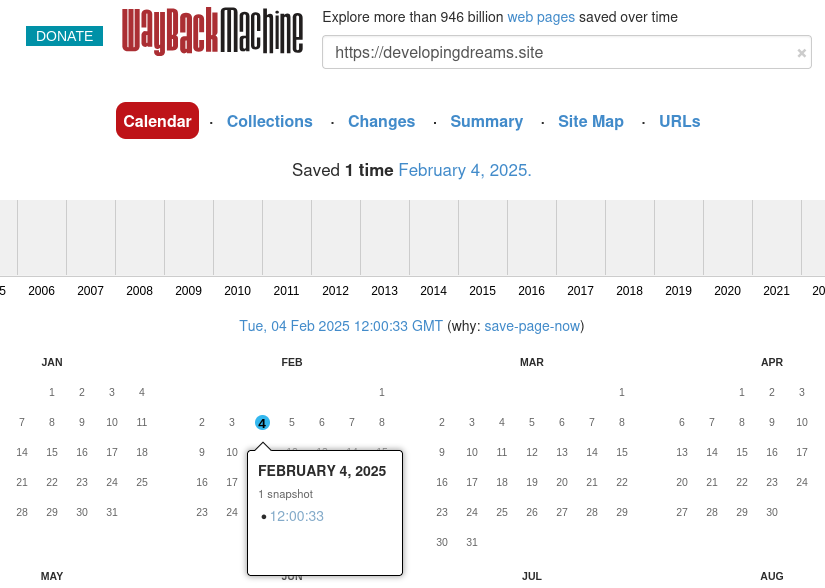 Explore more than 946 billion web pages saved over time
DONATE
WayBackMachine
https://developingdreams.site ×
Calendar · Collections · Changes · Summary · Site Map · URLs
Saved 1 time February 4, 2025.
5 2006 2007 2008 2009 2010 2011 2012 2013 2014 2015 2016 2017 2018 2019 2020 2021 20
Tue, 04 Feb 2025 12:00:33 GMT (why: save-page-now)
JAN FEB MAR APR
1 2 3 4 1 1 1 2 3
7 8 9 10 11 2 3 4 5 6 7 8 2 3 4 5 6 7 8 6 7 8 9 10
14 15 16 17 18 9 10 9 10 11 12 13 14 15 13 14 15 16 17
21 22 23 24 25 16 17 16 17 18 19 20 21 22 20 21 22 23 24
28 29 30 31 23 24 23 24 25 26 27 28 29 27 28 29 30
30 31
FEBRUARY 4, 2025
1 snapshot
• 12:00:33
MAY JUN JUL AUG